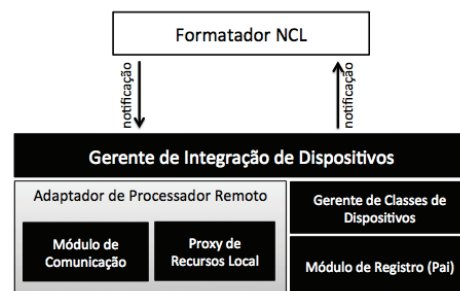 Formatador NCL
notificação
notificação
Gerente de Integração de Dispositivos
Adaptador de Processador Remoto
Módulo de
Comunicação
Proxy de
Recursos Local
Gerente de Classes de
Dispositivos
Módulo de Registro (Pai)